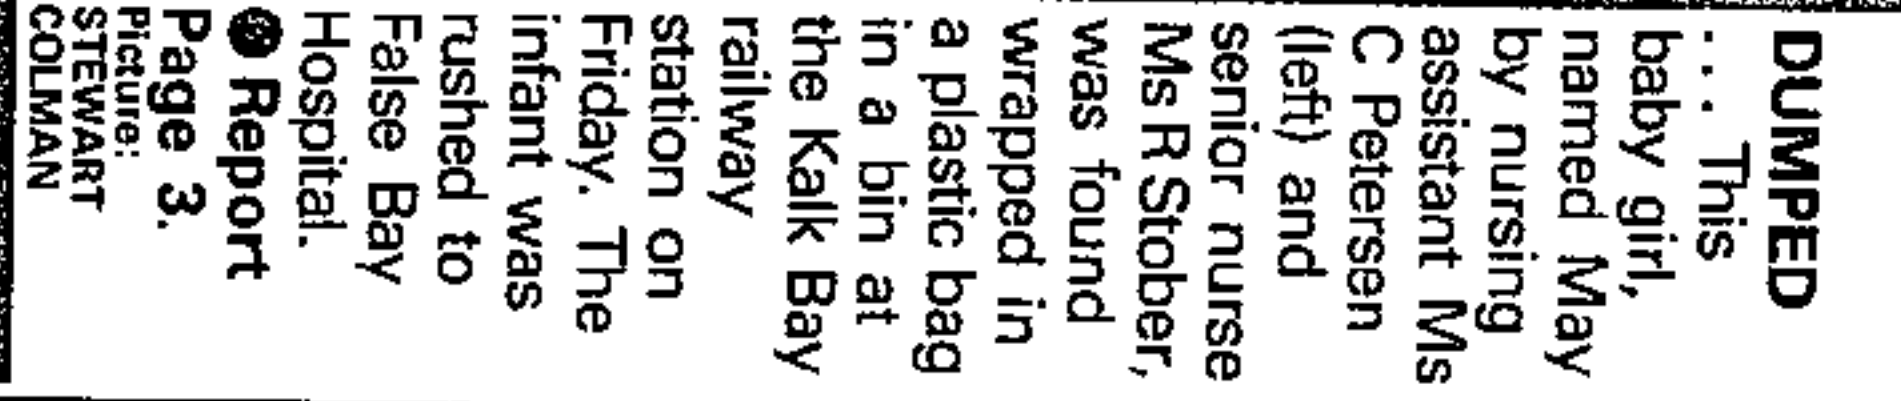 DUMPED
... This
baby girl,
named May
by nursing
assistant Ms
C Petersen
(left) and
senior nurse
Ms R Stober,
was found
wrapped in
a plastic bag
in a bin at
the Kalk Bay
railway
station on
Friday. The
infant was
rushed to
False Bay
Hospital.
● Report
Page 3.
Picture:
STEWART
COLMAN